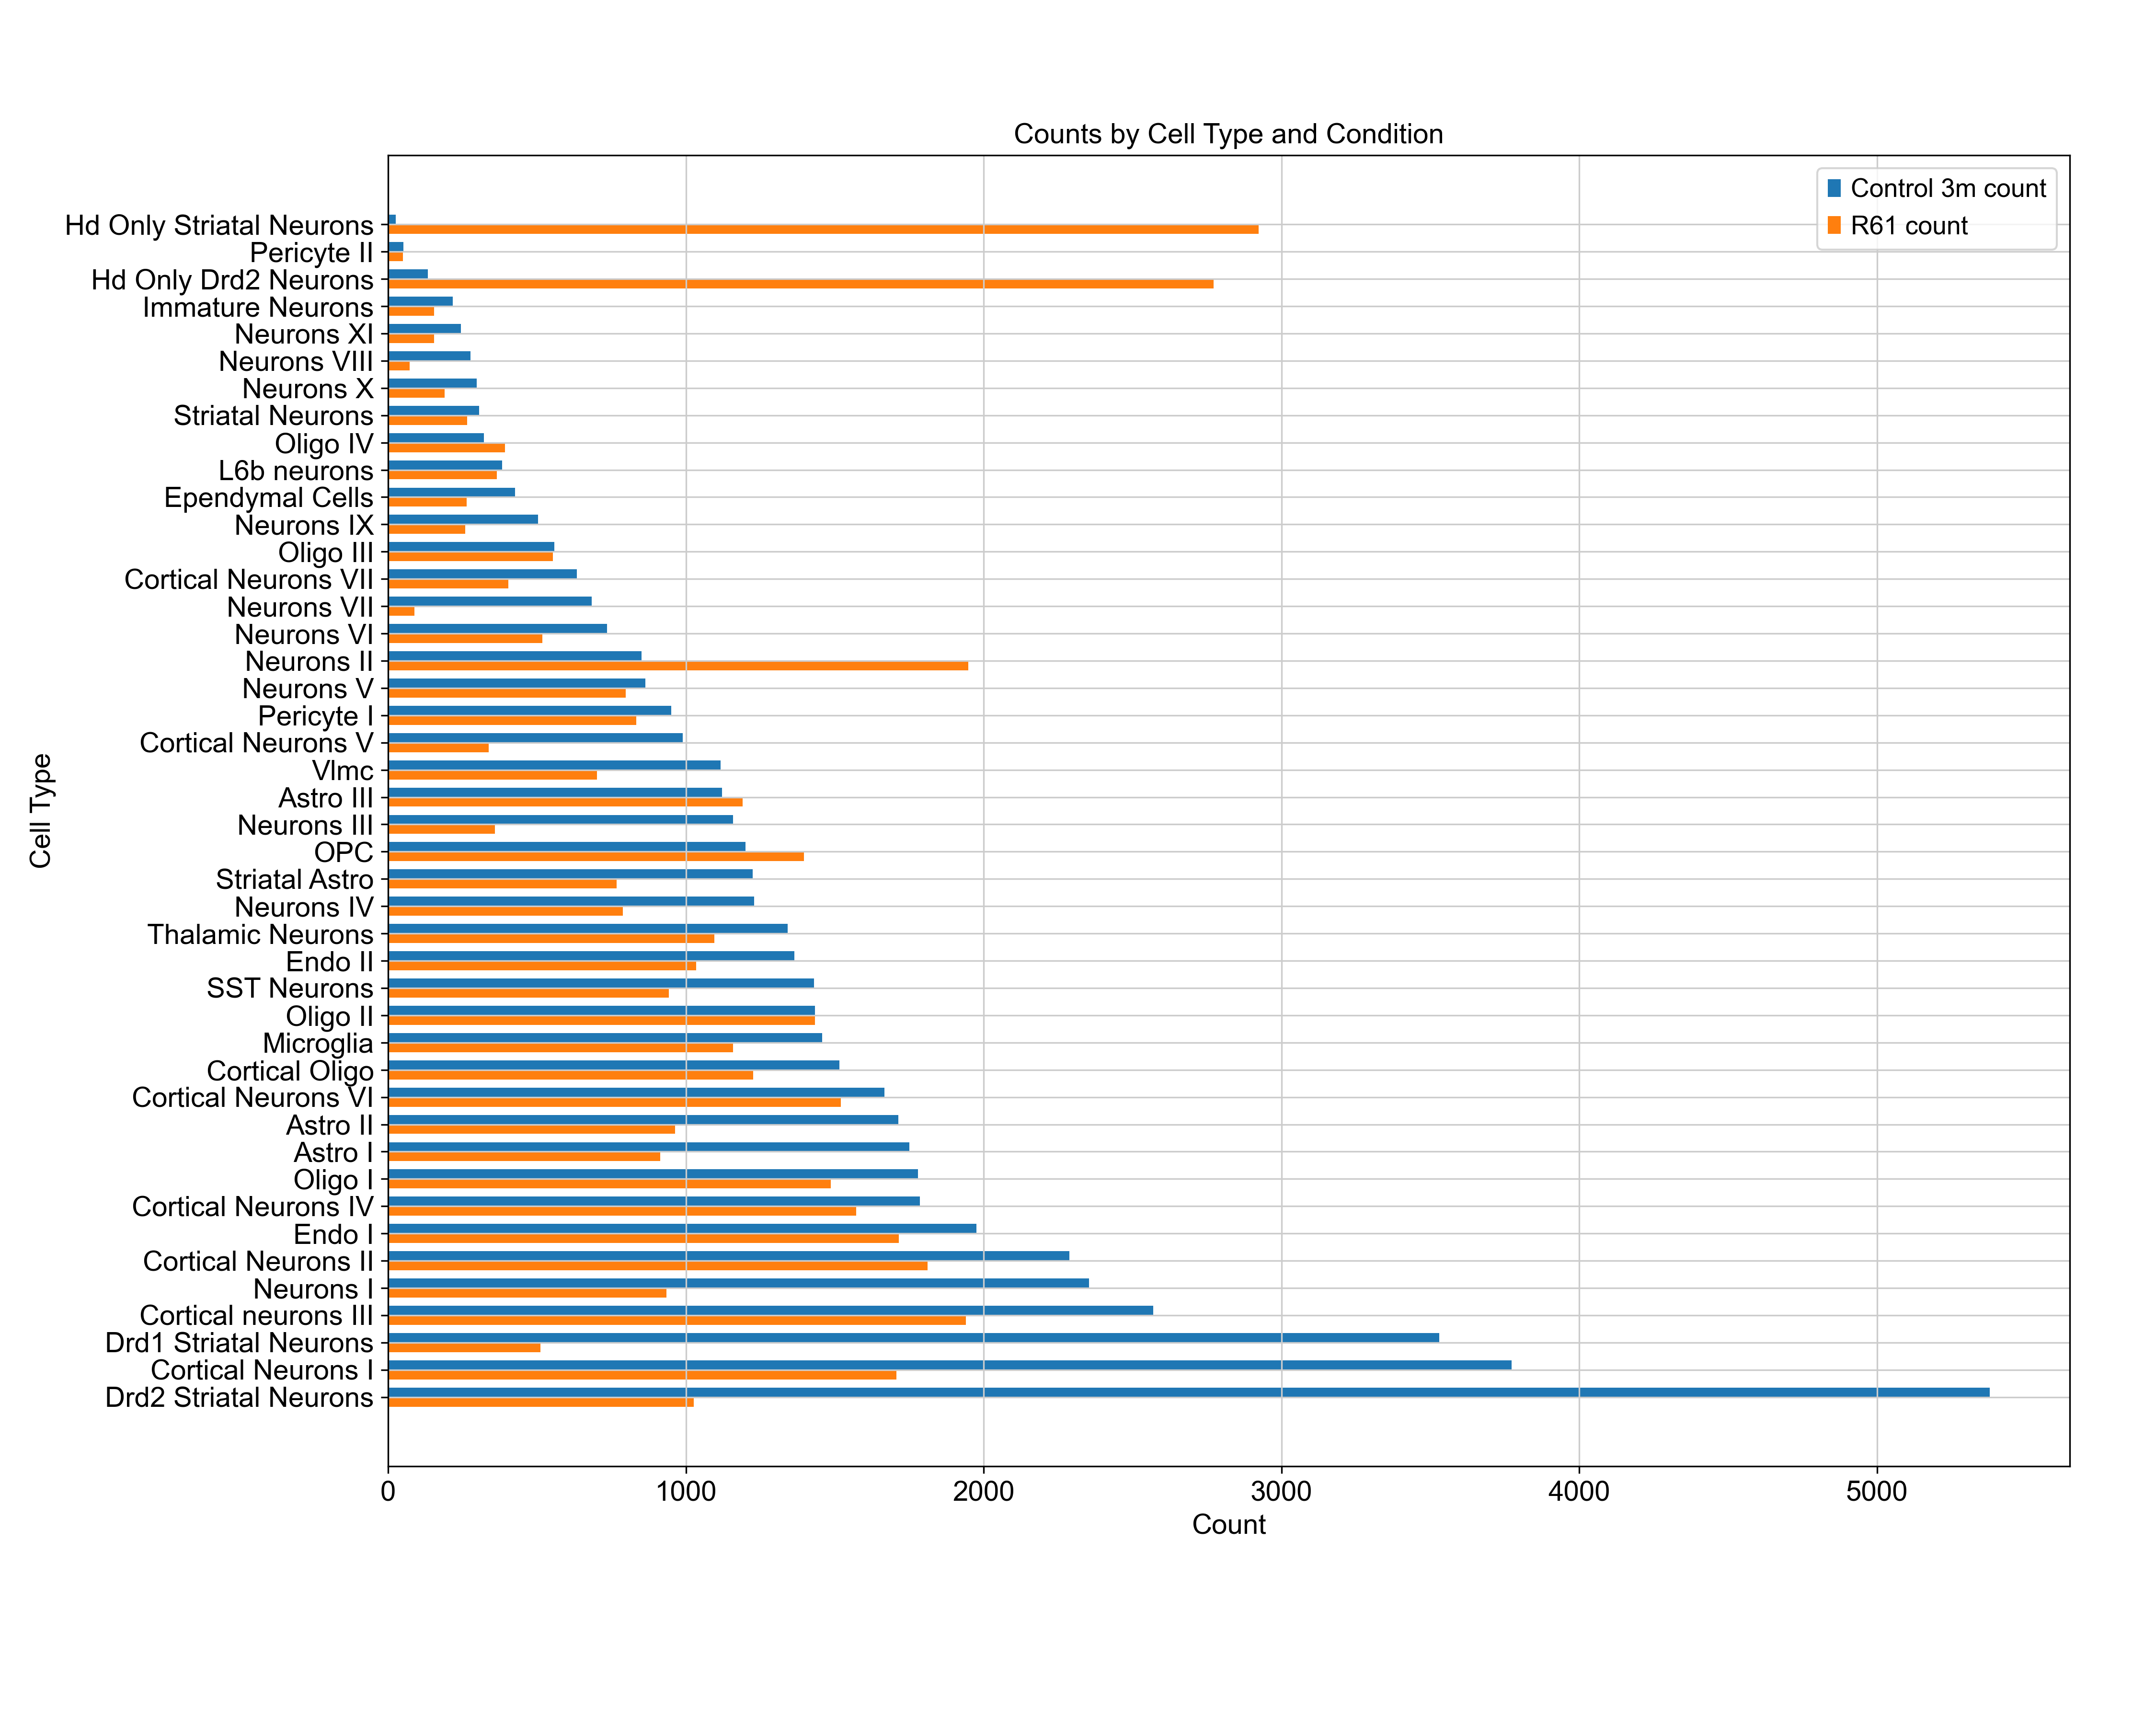 Counts by Cell Type and Condition
Control 3m count
R61 count
Hd Only Striatal Neurons
Pericyte II
Hd Only Drd2 Neurons
Immature Neurons
Neurons XI
Neurons VIII
Neurons X
Striatal Neurons
Oligo IV
L6b neurons
Ependymal Cells
Neurons IX
Oligo III
Cortical Neurons VII
Neurons VII
Neurons VI
Neurons II
Neurons V
Pericyte I
Cortical Neurons V
Vlmc
Astro III
Neurons III
OPC
Striatal Astro
Neurons IV
Thalamic Neurons
Endo II
SST Neurons
Oligo II
Microglia
Cortical Oligo
Cortical Neurons VI
Astro II
Astro I
Oligo I
Cortical Neurons IV
Endo I
Cortical Neurons II
Neurons I
Cortical neurons III
Drd1 Striatal Neurons
Cortical Neurons I
Drd2 Striatal Neurons
Cell Type
0 1000 2000 3000 4000 5000
Count